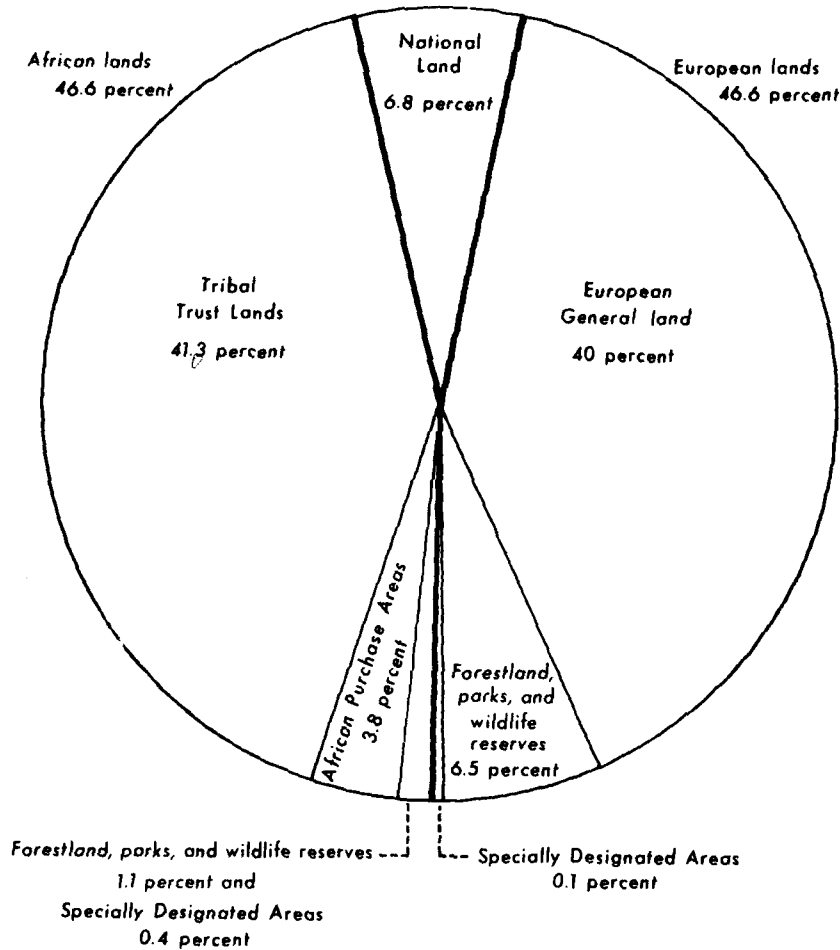 African lands
46.6 percent
National
Land
6.8 percent
European lands
46.6 percent
Tribal
Trust Lands
41.3 percent
European
General land
40 percent
African Purchase Areas
3.8 percent
Forestland,
parks, and
wildlife
reserves
6.5 percent
Forestland, parks, and wildlife reserves
1.1 percent and
Specially Designated Areas
0.4 percent
Specially Designated Areas
0.1 percent